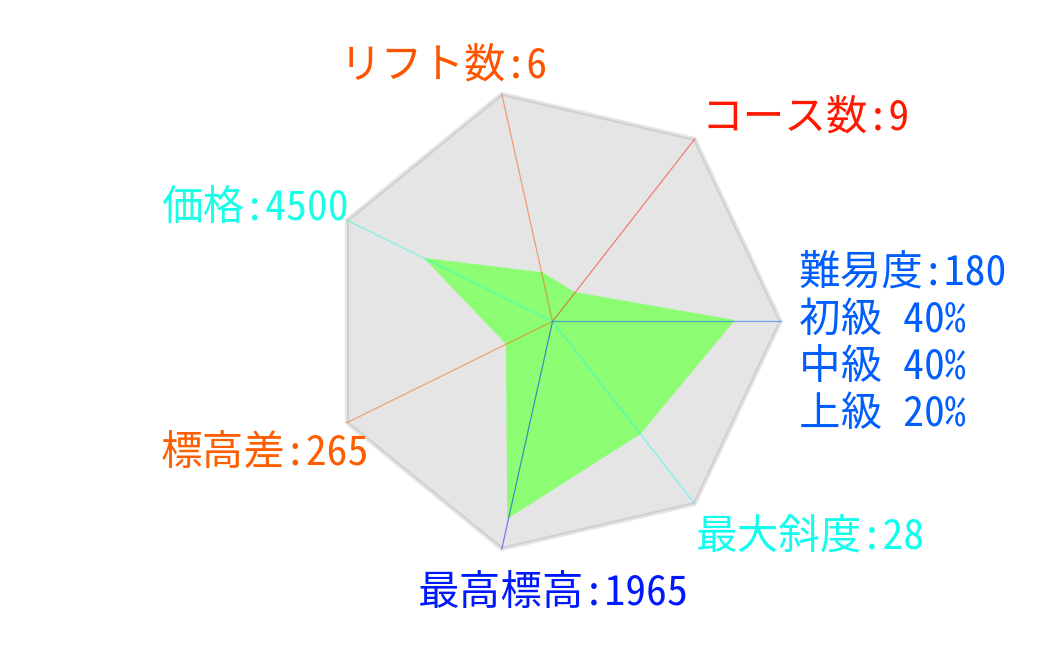 リフト数:6
コース数:9
価格:4500
難易度:180
初級 40%
中級 40%
上級 20%
標高差:265
最大斜度:28
最高標高:1965